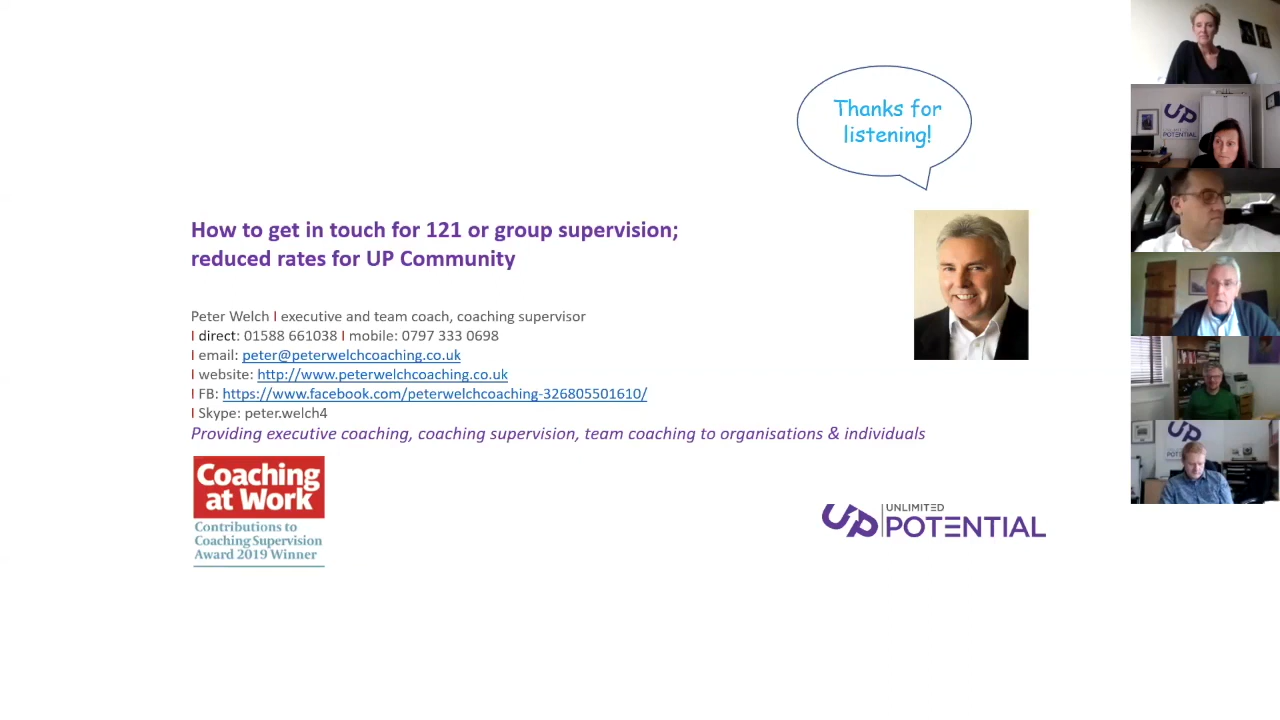 Thanks for
listening!
How to get in touch for 121 or group supervision;
reduced rates for UP Community
Peter Welch I executive and team coach, coaching supervisor
I direct: 01588 661038 I mobile: 0797 333 0698
I email: peter@peterwelchcoaching.co.uk
I website: http://www.peterwelchcoaching.co.uk
I FB: https://www.facebook.com/peterwelchcoaching-326805501610/
I Skype: peter.welch4
Providing executive coaching, coaching supervision, team coaching to organisations & individuals
Coaching
at Work
Contributions to
Coaching Supervision
Award 2019 Winner
UP UNLIMITED
POTENTIAL
UP
POTENTIAL
UP